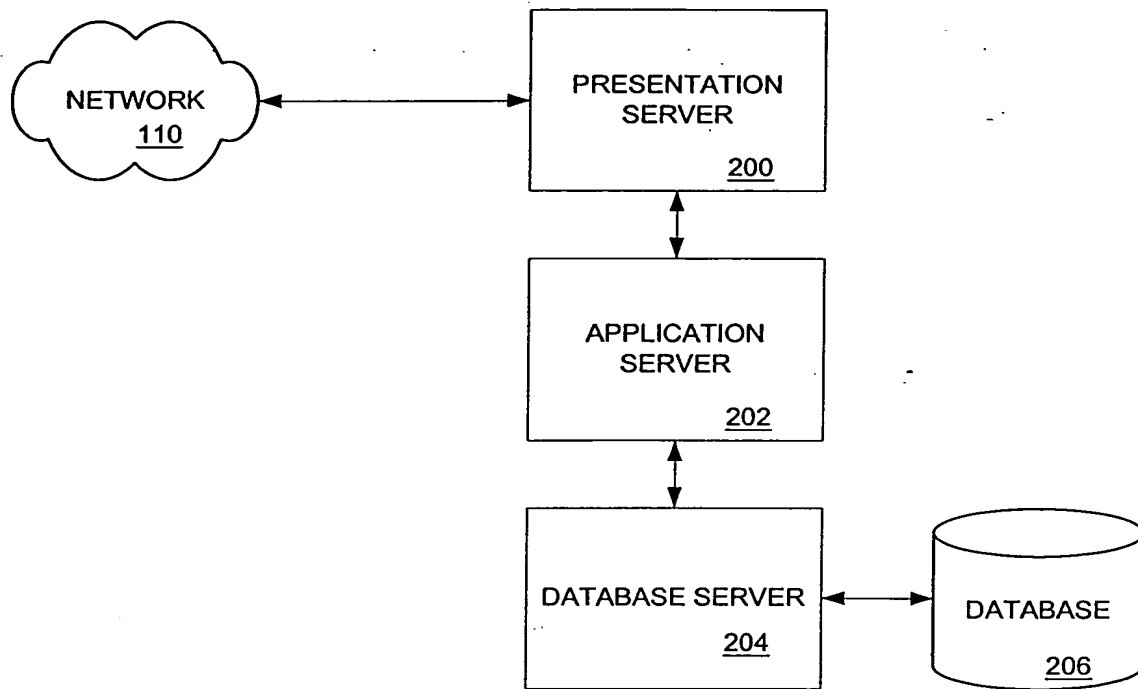 NETWORK
110
PRESENTATION
SERVER
200
APPLICATION
SERVER
202
DATABASE SERVER
204
DATABASE
206